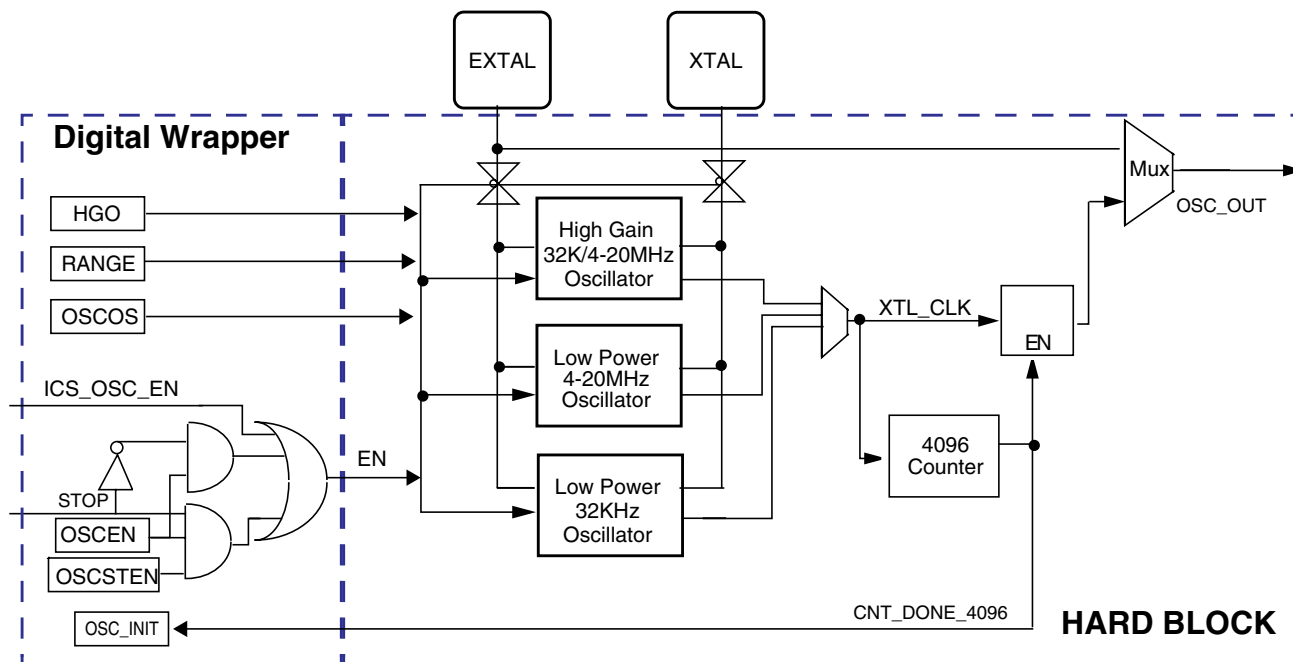 EXTAL
XTAL
Digital Wrapper
Mux
OSC_OUT
HGO
RANGE
OSCOS
High Gain
32K/4-20MHz
Oscillator
XTL_CLK
EN
Low Power
4-20MHz
Oscillator
ICS_OSC_EN
4096
Counter
EN
STOP
OSCEN
OSCSTEN
Low Power
32KHz
Oscillator
OSC_INIT
CNT_DONE_4096
HARD BLOCK